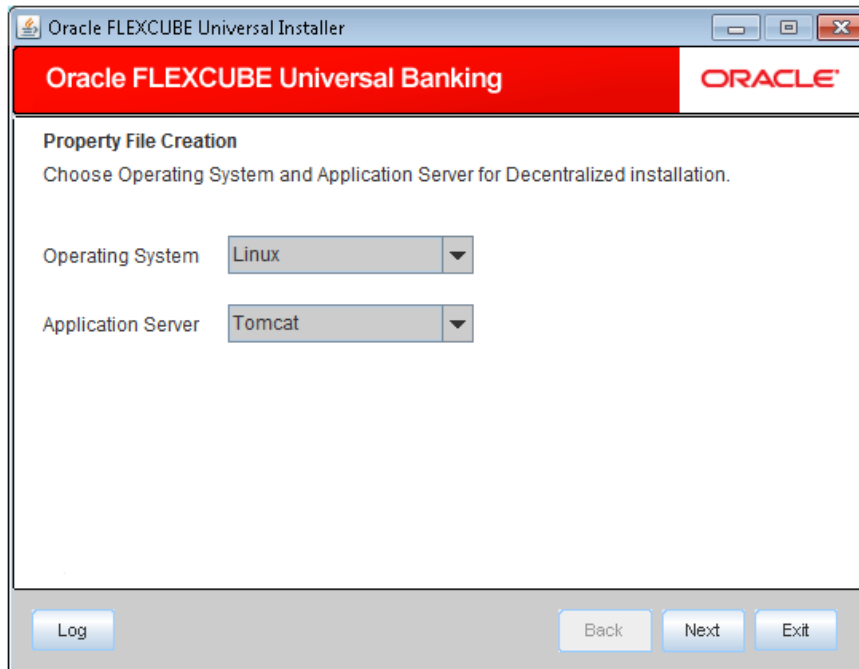 Oracle FLEXCUBE Universal Installer
Oracle FLEXCUBE Universal Banking
ORACLE
Property File Creation
Choose Operating System and Application Server for Decentralized installation.
Operating System
Linux
Application Server
Tomcat
Log
Back
Next
Exit